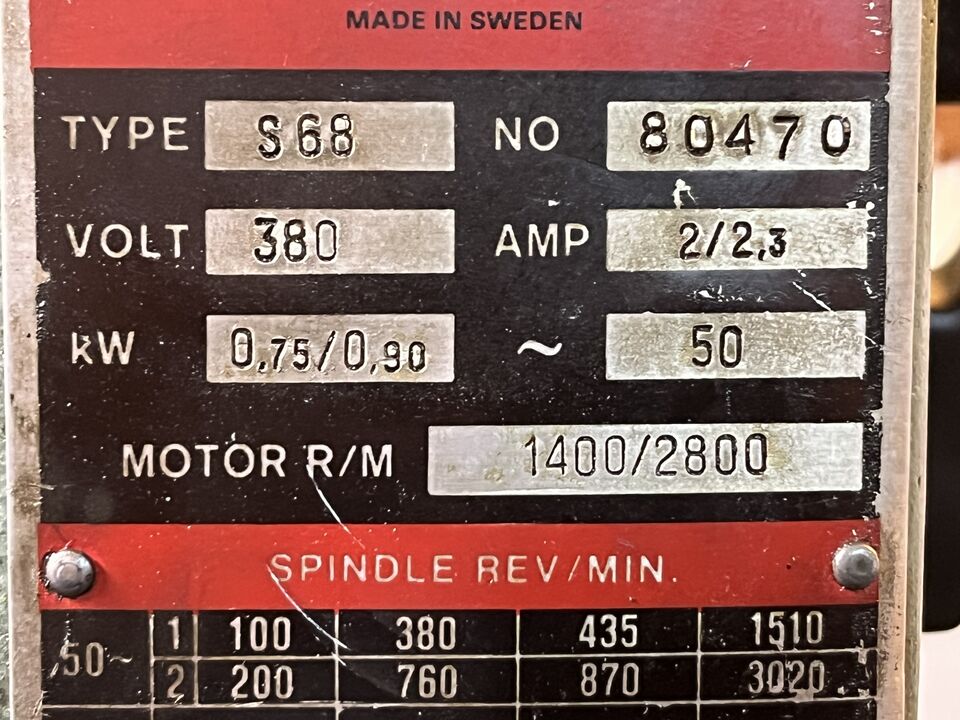 MADE IN SWEDEN
TYPE S68 NO 80470
VOLT 380 AMP 2/2,3
kW 0,75/0,90 ~ 50
MOTOR R/M 1400/2800
SPINDLE REV/MIN.
50~ 1 100 380 435 1510
2 200 760 870 3020